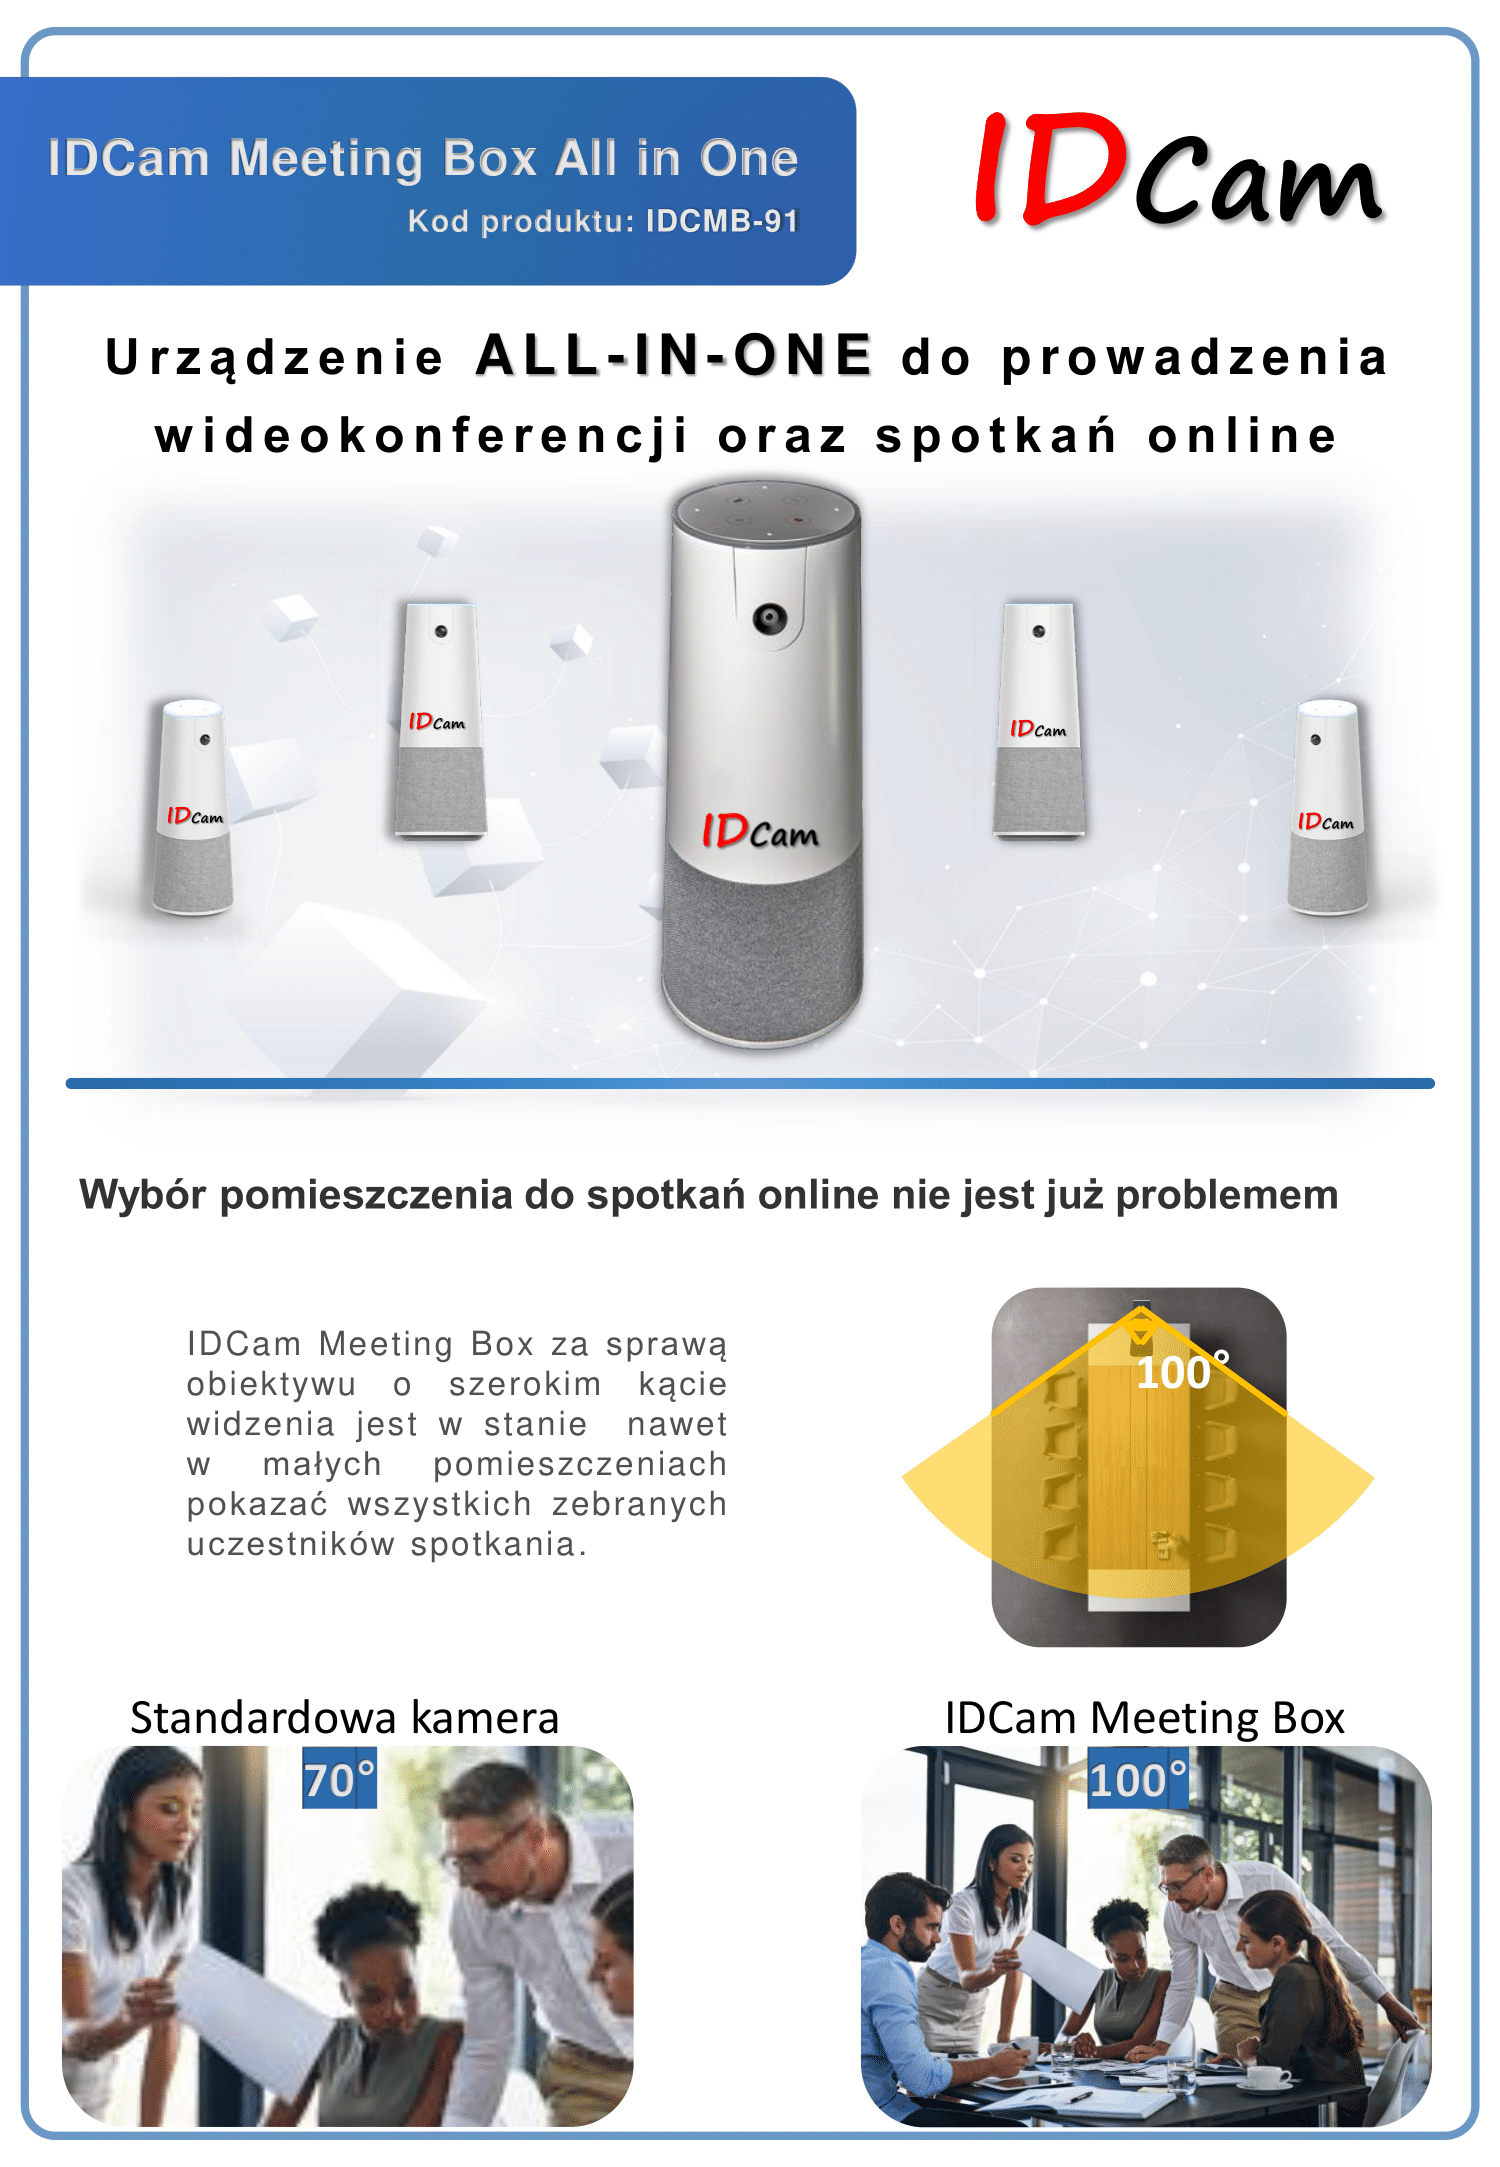 IDCam Meeting Box All in One
Kod produktu: IDCMB-91
IDCam
Urządzenie ALL-IN-ONE do prowadzenia
wideokonferencji oraz spotkań online
IDCam
IDCam
IDCam
IDCam
IDCam
Wybór pomieszczenia do spotkań online nie jest już problemem
IDCam Meeting Box za sprawą
obiektywu o szerokim kącie
widzenia jest w stanie nawet
w małych pomieszczeniach
pokazać wszystkich zebranych
uczestników spotkania.
100°
Standardowa kamera
70°
IDCam Meeting Box
100°